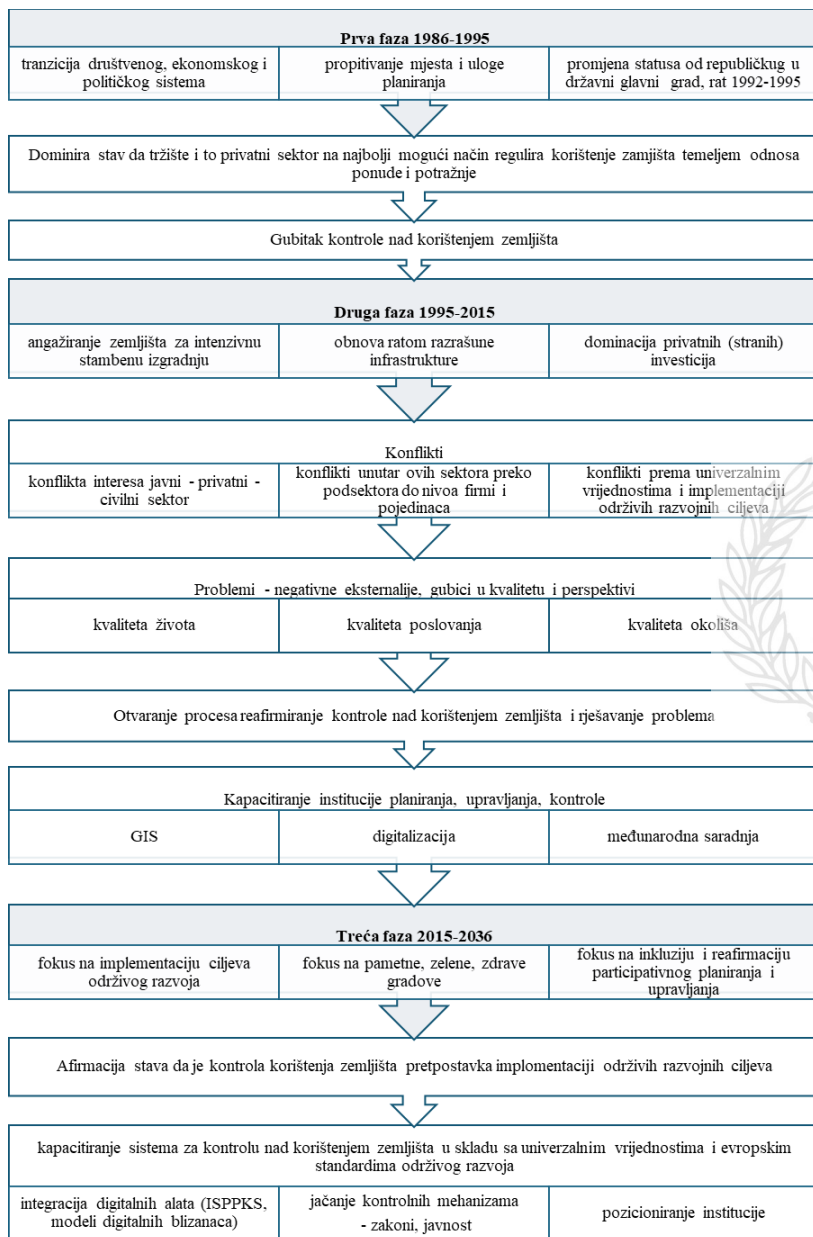 Prva faza 1986-1995
tranzicija društvenog, ekonomskog i
političkog sistema
propitivanje mjesta i uloge
planiranja
promjena statusa od republičkog u
državni glavni grad, rat 1992-1995
Dominira stav da tržište i to privatni sektor na najbolji mogući način regulira korištenje zamjišta temeljem odnosa
ponude i potražnje
Gubitak kontrole nad korištenjem zemljišta
Druga faza 1995-2015
angažiranje zemljišta za intenzivnu
stambenu izgradnju
obnova ratom razrašune
infrastrukture
dominacija privatnih (stranih)
investicija
Konflikti
konflikta interesa javni - privatni -
civilni sektor
konflikti unutar ovih sektora preko
podsektora do nivoa firmi i
pojedinaca
konflikti prema univerzalnim
vrijednostima i implementaciji
održivih razvojnih ciljeva
Problemi - negativne eksternalije, gubici u kvalitetu i perspektivi
kvaliteta života
kvaliteta poslovanja
kvaliteta okoliša
Otvaranje procesa reafirmiranje kontrole nad korištenjem zemljišta i rješavanje problema
Kapacitiranje institucije planiranja, upravljanja, kontrole
GIS
digitalizacija
međunarodna saradnja
Treća faza 2015-2036
fokus na implementaciju ciljeva
održivog razvoja
fokus na pametne, zelene, zdrave
gradove
fokus na inkluziju i reafirmaciju
participativnog planiranja i
upravljanja
Afirmacija stava da je kontrola korištenja zemljišta pretpostavka implomentaciji održivih razvojnih ciljeva
kapacitiranje sistema za kontrolu nad korištenjem zemljišta u skladu sa univerzalnim vrijednostima i evropskim
standardima održivog razvoja
integracija digitalnih alata (ISPPKS,
modeli digitalnih blizanaca)
jačanje kontrolnih mehanizama
- zakoni, javnost
pozicioniranje institucije